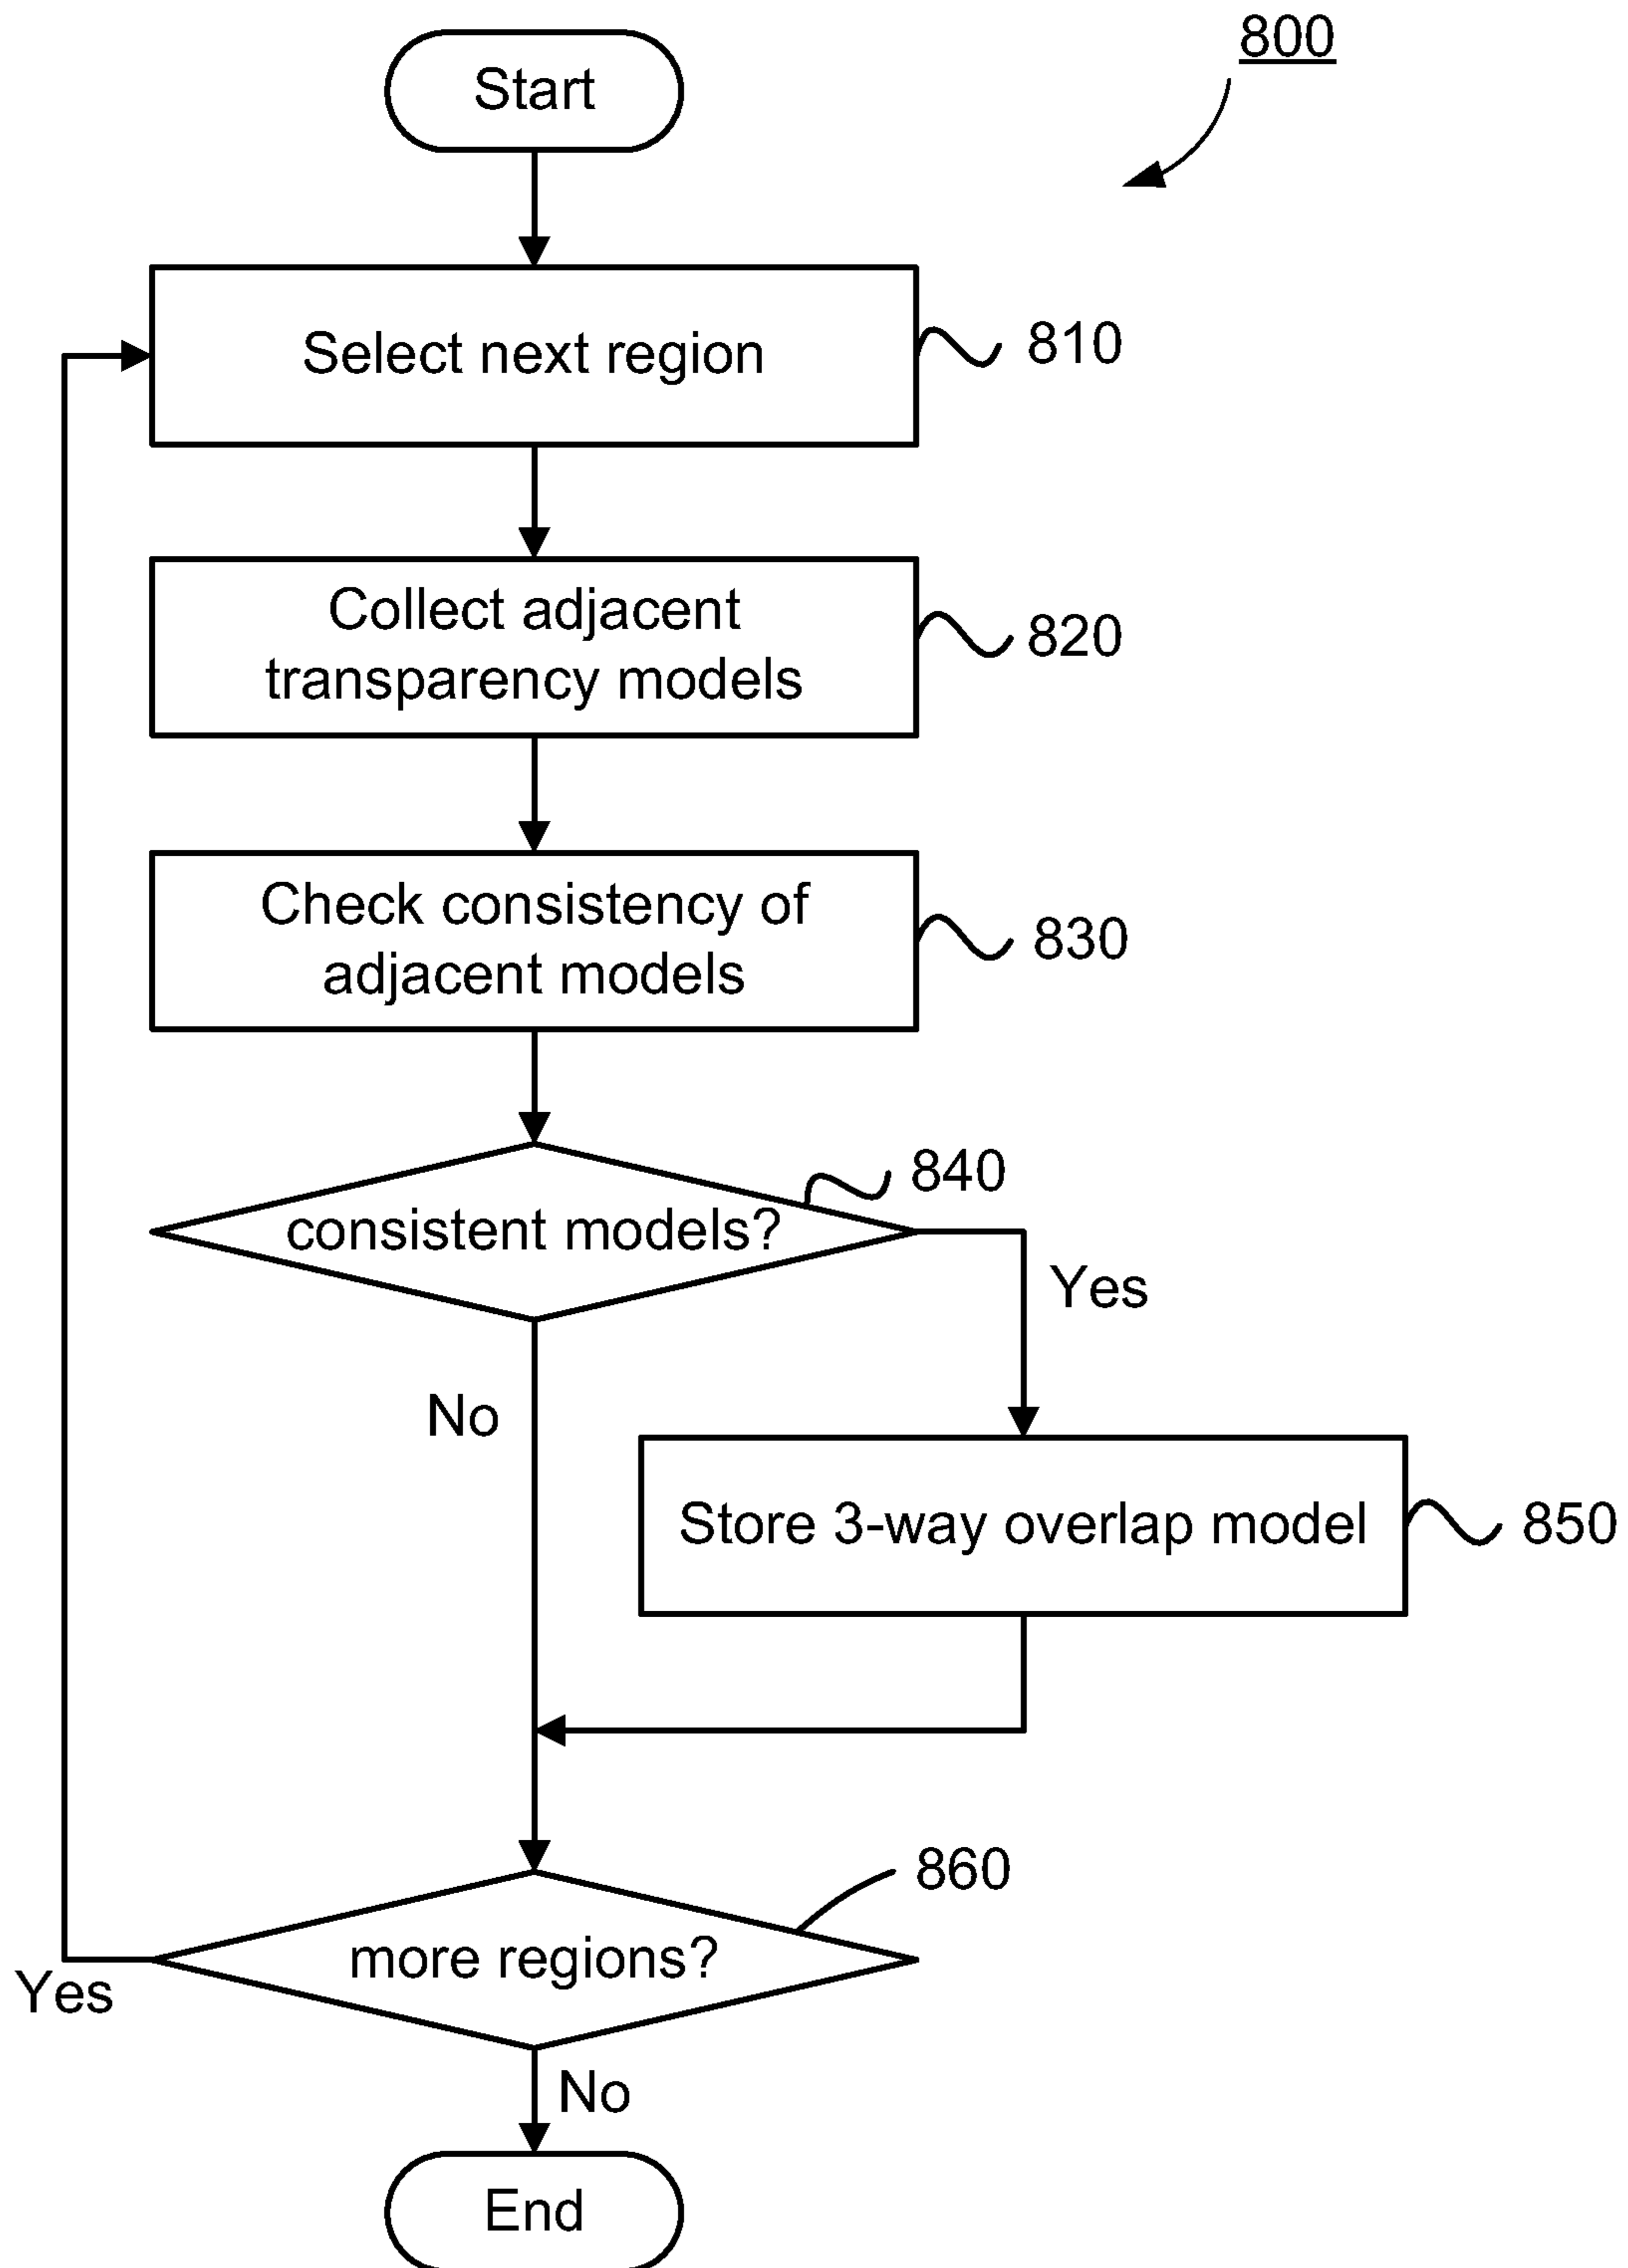 800
Start
Select next region
810
Collect adjacent
transparency models
820
Check consistency of
adjacent models
830
840
consistent models?
Yes
No
Store 3-way overlap model
850
860
more regions?
Yes
No
End